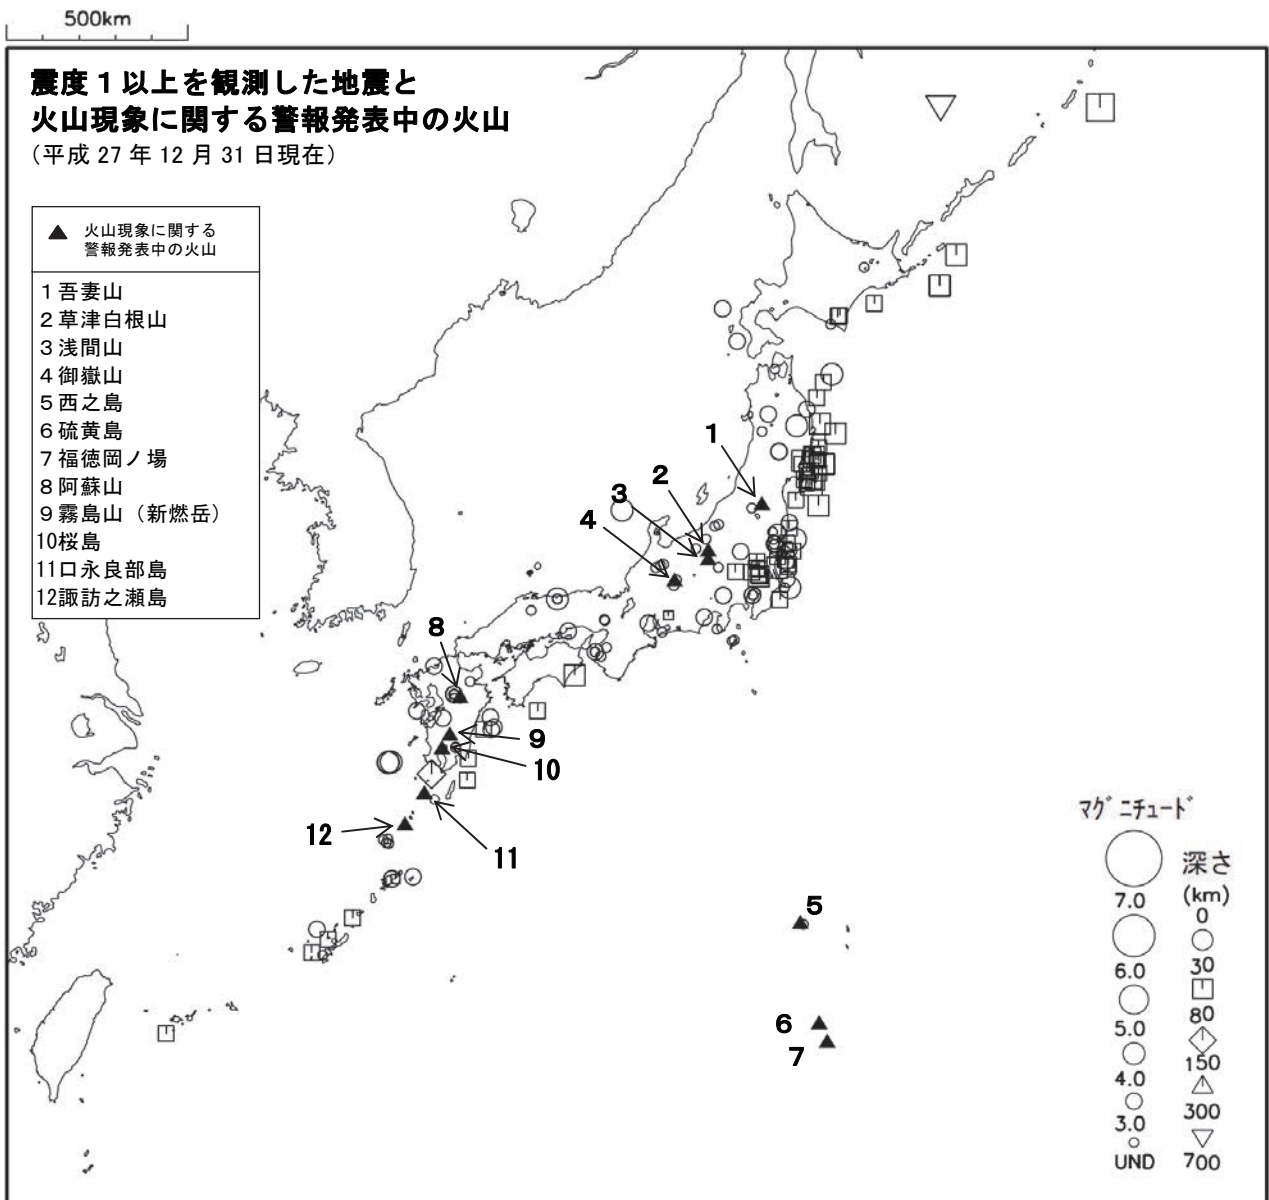 500km
震度１以上を観測した地震と
火山現象に関する警報発表中の火山
（平成 27 年 12 月 31 日現在）
▲ 火山現象に関する
警報発表中の火山
1吾妻山
2草津白根山
3浅間山
4御嶽山
5西之島
6硫黄島
7福徳岡ノ場
8阿蘇山
9霧島山（新燃岳）
10桜島
11口永良部島
12諏訪之瀬島
1
2
3
4
8
9
10
12
11
5
6
7
ﾏｸﾞﾆﾁｭｰﾄﾞ
7.0
6.0
5.0
4.0
3.0
UND
深さ
(km)
0
30
80
150
300
700